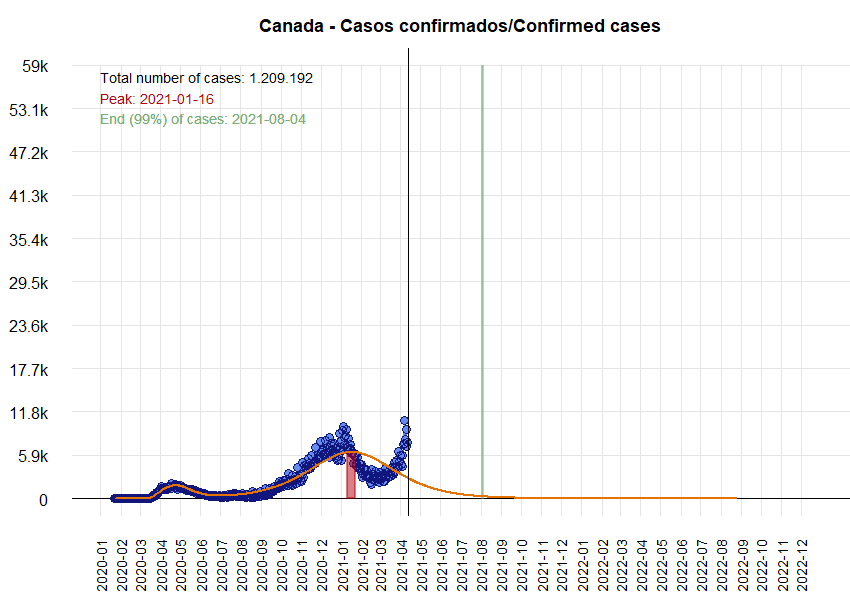 Canada - Casos confirmados/Confirmed cases
59k
Total number of cases: 1.209.192
Peak: 2021-01-16
End (99%) of cases: 2021-08-04
53.1k
47.2k
41.3k
35.4k
29.5k
23.6k
17.7k
11.8k
5.9k
0
2020-01
2020-02
2020-03
2020-04
2020-05
2020-06
2020-07
2020-08
2020-09
2020-10
2020-11
2020-12
2021-01
2021-02
2021-03
2021-04
2021-05
2021-06
2021-07
2021-08
2021-09
2021-10
2021-11
2021-12
2022-01
2022-02
2022-03
2022-04
2022-05
2022-06
2022-07
2022-08
2022-09
2022-10
2022-11
2022-12